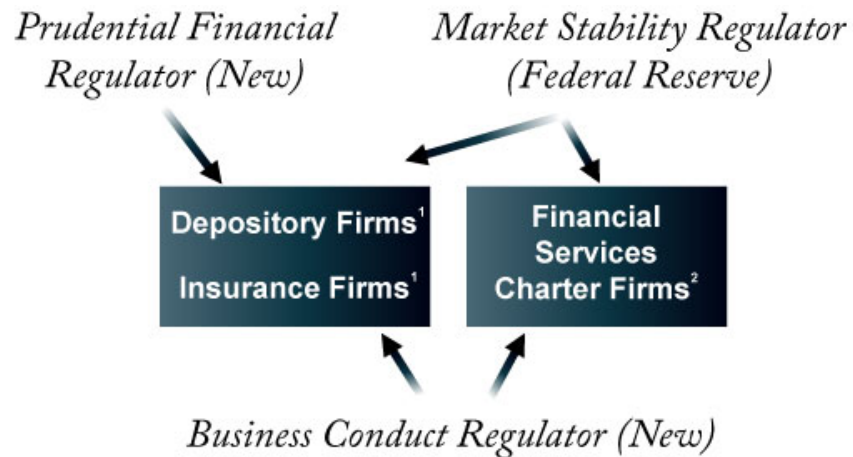 Prudential Financial
Regulator (New)
Market Stability Regulator
(Federal Reserve)
Depository Firms¹
Insurance Firms¹
Financial
Services
Charter Firms²
Business Conduct Regulator (New)